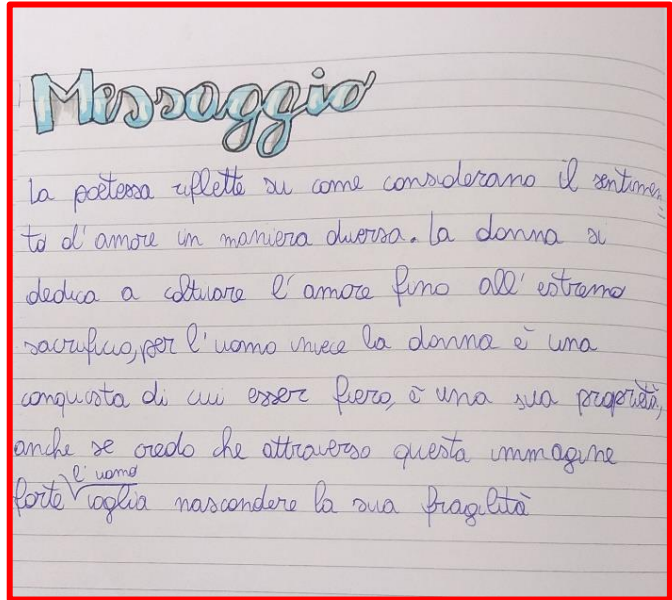 Messaggio
La poetessa riflette su come considerano il sentimen-
to d'amore in maniera diversa. La donna si
dedica a coltivare l'amore fino all'estremo
sacrificio, per l'uomo invece la donna è una
conquista di cui esser fiero, è una sua proprietà,
anche se credo che attraverso questa immagine
forte l'uomo voglia nascondere la sua fragilità